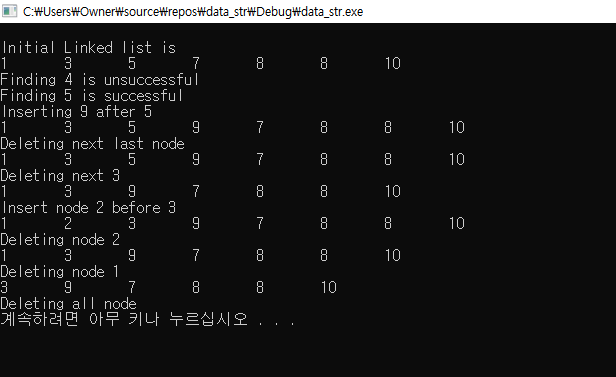 C:₩Users₩Owner₩source₩repos₩data_str₩Debug₩data_str.exe
Initial Linked list is
1 3 5 7 8 8 10
Finding 4 is unsuccessful
Finding 5 is successful
Inserting 9 after 5
1 3 5 9 7 8 8 10
Deleting next last node
1 3 5 9 7 8 8 10
Deleting next 3
1 3 9 7 8 8 10
Insert node 2 before 3
1 2 3 9 7 8 8 10
Deleting node 2
1 3 9 7 8 8 10
Deleting node 1
3 9 7 8 8 10
Deleting all node
계속하려면 아무 키나 누르십시오 . . .